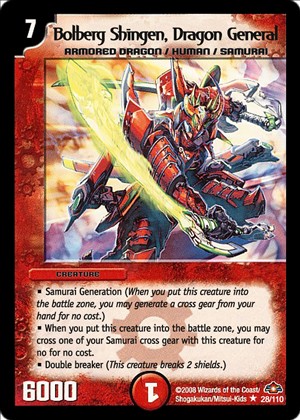 7
Bolberg Shingen, Dragon General
ARMORED DRAGON / HUMAN / SAMURAI
CREATURE
▪ Samurai Generation (When you put this creature into
the battle zone, you may generate a cross gear from your
hand for no cost.)
▪ When you put this creature into the battle zone, you may
cross one of your Samurai cross gear with this creature for
no for no cost.
▪ Double breaker (This creature breaks 2 shields.)
6000
1
©2008 Wizards of the Coast/
Shogakukan/Mitsui-Kids ★ 28/110